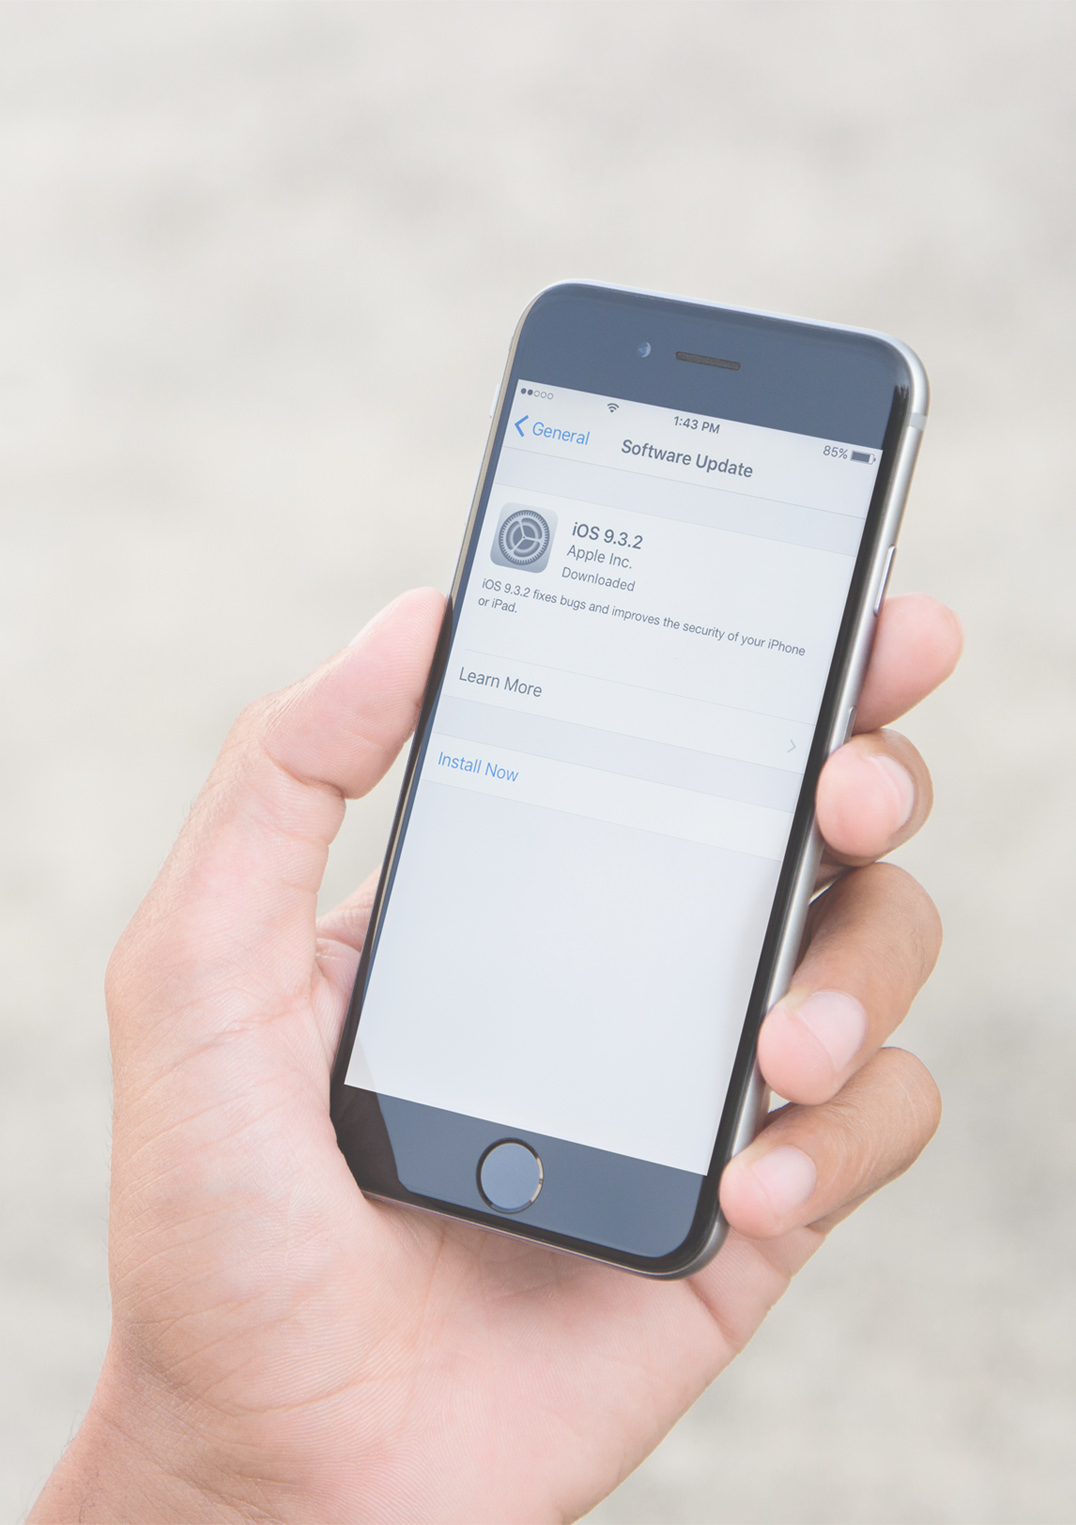 1:43 PM
85%
General
Software Update
iOS 9.3.2
Apple Inc.
Downloaded
iOS 9.3.2 fixes bugs and improves the security of your iPhone
or iPad.
Learn More
Install Now